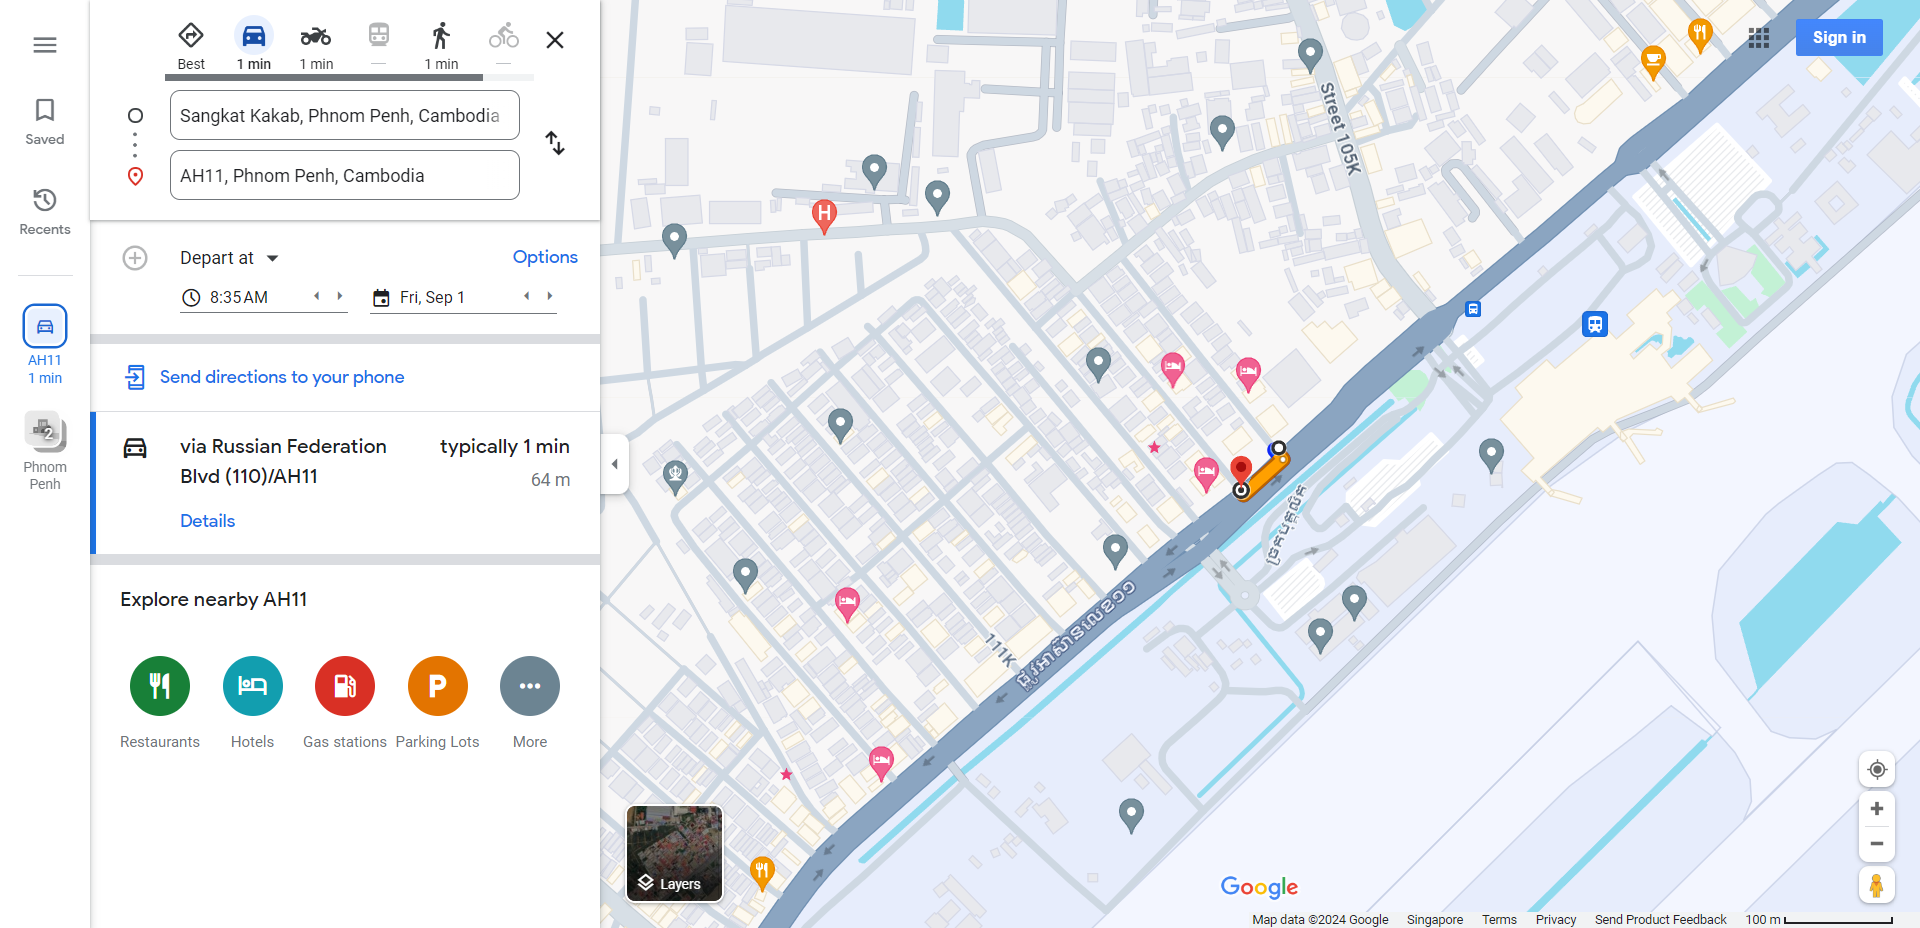 Best
1 min
1 min
—
1 min
—
Sangkat Kakab, Phnom Penh, Cambodia
AH11, Phnom Penh, Cambodia
Saved
Recents
AH11
1 min
2
Phnom
Penh
Depart at
Options
8:35 AM
Fri, Sep 1
Send directions to your phone
via Russian Federation
Blvd (110)/AH11
typically 1 min
64 m
Details
Explore nearby AH11
P
Restaurants
Hotels
Gas stations
Parking Lots
More
Street 105K
H
111K
Layers
Sign in
Google
Map data ©2024 Google
Singapore
Terms
Privacy
Send Product Feedback
100 m